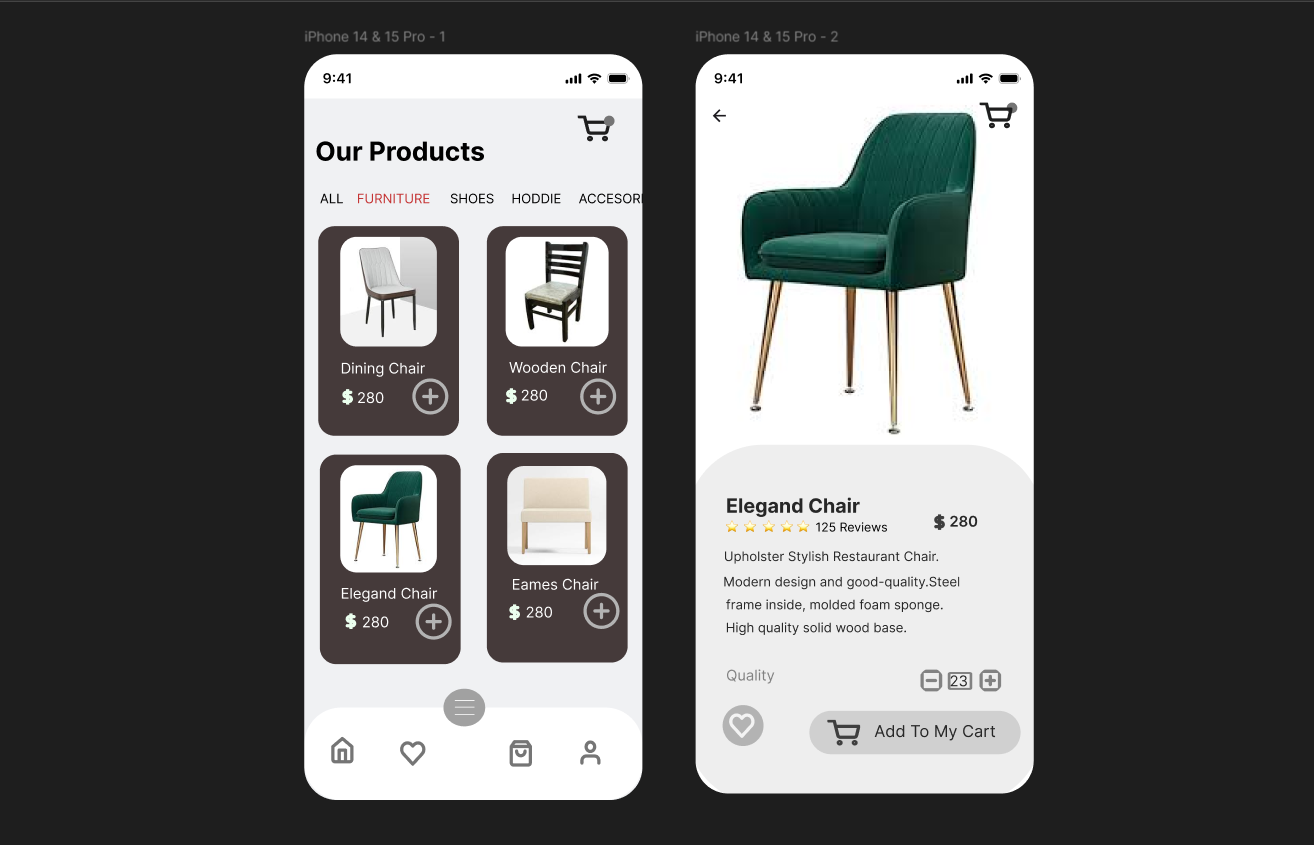 iPhone 14 & 15 Pro - 1
9:41
Our Products
ALL FURNITURE SHOES HODDIE ACCESORI
Dining Chair
$ 280
Wooden Chair
$ 280
Elegand Chair
$ 280
Eames Chair
$ 280
iPhone 14 & 15 Pro - 2
9:41
Elegand Chair
125 Reviews
$ 280
Upholster Stylish Restaurant Chair.
Modern design and good-quality.Steel
frame inside, molded foam sponge.
High quality solid wood base.
Quality
23
Add To My Cart